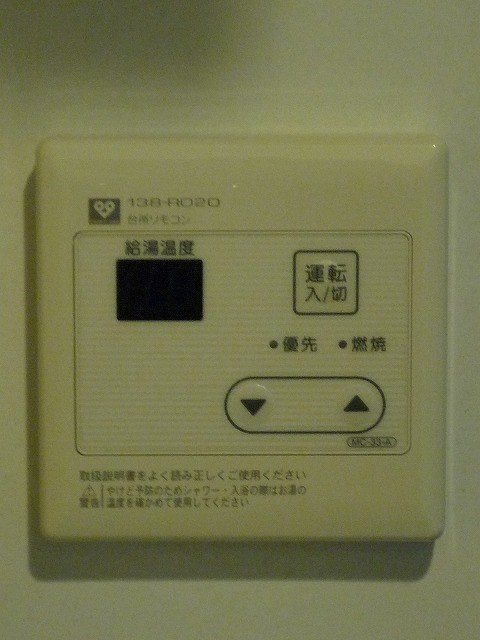 138-R020
台所リモコン
給湯温度
運転
入/切
優先 燃焼
MC-33-A
取扱説明書をよく読み正しくご使用ください
やけど予防のためシャワー・入浴の際はお湯の
警告 温度を確かめて使用してください